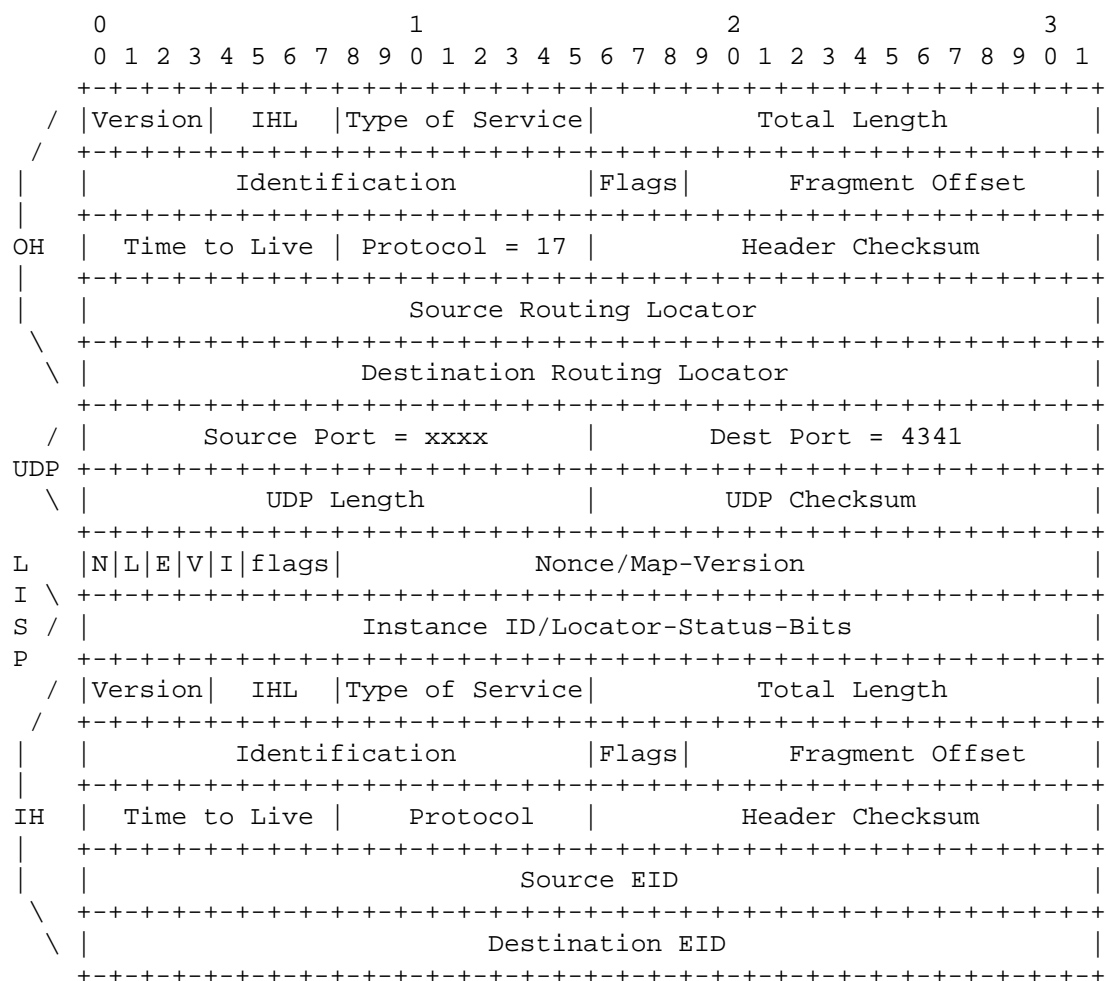 0                   1                   2                   3
        0 1 2 3 4 5 6 7 8 9 0 1 2 3 4 5 6 7 8 9 0 1 2 3 4 5 6 7 8 9 0 1
       +-+-+-+-+-+-+-+-+-+-+-+-+-+-+-+-+-+-+-+-+-+-+-+-+-+-+-+-+-+-+-+-+
     / |Version|  IHL  |Type of Service|          Total Length         |
    /  +-+-+-+-+-+-+-+-+-+-+-+-+-+-+-+-+-+-+-+-+-+-+-+-+-+-+-+-+-+-+-+-+
   |   |         Identification        |Flags|      Fragment Offset    |
   |   +-+-+-+-+-+-+-+-+-+-+-+-+-+-+-+-+-+-+-+-+-+-+-+-+-+-+-+-+-+-+-+-+
   OH  |  Time to Live | Protocol = 17 |         Header Checksum       |
   |   +-+-+-+-+-+-+-+-+-+-+-+-+-+-+-+-+-+-+-+-+-+-+-+-+-+-+-+-+-+-+-+-+
   |   |                    Source Routing Locator                     |
    \  +-+-+-+-+-+-+-+-+-+-+-+-+-+-+-+-+-+-+-+-+-+-+-+-+-+-+-+-+-+-+-+-+
     \ |                 Destination Routing Locator                   |
       +-+-+-+-+-+-+-+-+-+-+-+-+-+-+-+-+-+-+-+-+-+-+-+-+-+-+-+-+-+-+-+-+
     / |       Source Port = xxxx      |       Dest Port = 4341        |
   UDP +-+-+-+-+-+-+-+-+-+-+-+-+-+-+-+-+-+-+-+-+-+-+-+-+-+-+-+-+-+-+-+-+
     \ |           UDP Length          |        UDP Checksum           |
       +-+-+-+-+-+-+-+-+-+-+-+-+-+-+-+-+-+-+-+-+-+-+-+-+-+-+-+-+-+-+-+-+
   L   |N|L|E|V|I|flags|            Nonce/Map-Version                  |
   I \ +-+-+-+-+-+-+-+-+-+-+-+-+-+-+-+-+-+-+-+-+-+-+-+-+-+-+-+-+-+-+-+-+
   S / |                 Instance ID/Locator-Status-Bits               |
   P   +-+-+-+-+-+-+-+-+-+-+-+-+-+-+-+-+-+-+-+-+-+-+-+-+-+-+-+-+-+-+-+-+
     / |Version|  IHL  |Type of Service|          Total Length         |
    /  +-+-+-+-+-+-+-+-+-+-+-+-+-+-+-+-+-+-+-+-+-+-+-+-+-+-+-+-+-+-+-+-+
   |   |         Identification        |Flags|      Fragment Offset    |
   |   +-+-+-+-+-+-+-+-+-+-+-+-+-+-+-+-+-+-+-+-+-+-+-+-+-+-+-+-+-+-+-+-+
   IH  |  Time to Live |    Protocol   |         Header Checksum       |
   |   +-+-+-+-+-+-+-+-+-+-+-+-+-+-+-+-+-+-+-+-+-+-+-+-+-+-+-+-+-+-+-+-+
   |   |                           Source EID                          |
    \  +-+-+-+-+-+-+-+-+-+-+-+-+-+-+-+-+-+-+-+-+-+-+-+-+-+-+-+-+-+-+-+-+
     \ |                         Destination EID                       |
       +-+-+-+-+-+-+-+-+-+-+-+-+-+-+-+-+-+-+-+-+-+-+-+-+-+-+-+-+-+-+-+-+